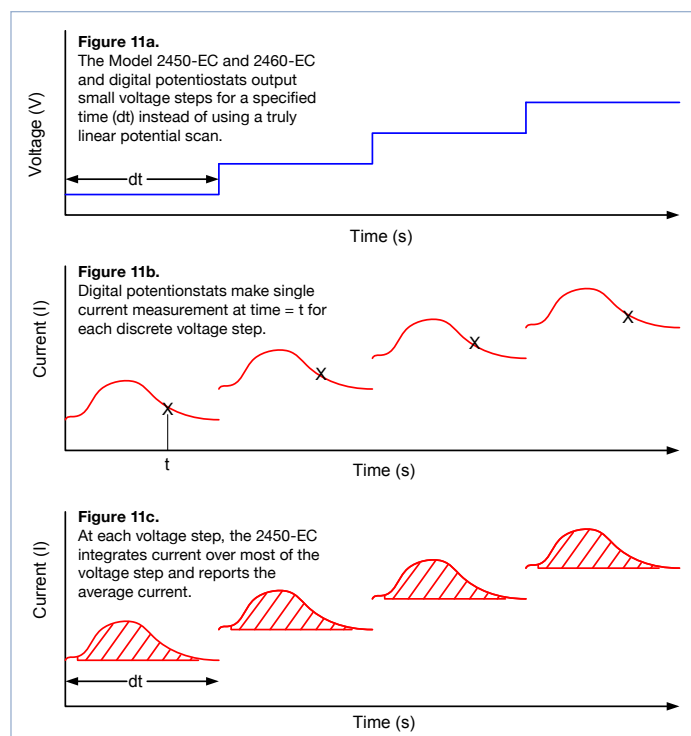 Figure 11a.
The Model 2450-EC and 2460-EC
and digital potentiostats output
small voltage steps for a specified
time (dt) instead of using a truly
linear potential scan.
Voltage (V)
dt
Time (s)
Figure 11b.
Digital potentionstats make single
current measurement at time = t for
each discrete voltage step.
Current (I)
X
X
X
X
t
Time (s)
Figure 11c.
At each voltage step, the 2450-EC
integrates current over most of the
voltage step and reports the
average current.
Current (I)
dt
Time (s)